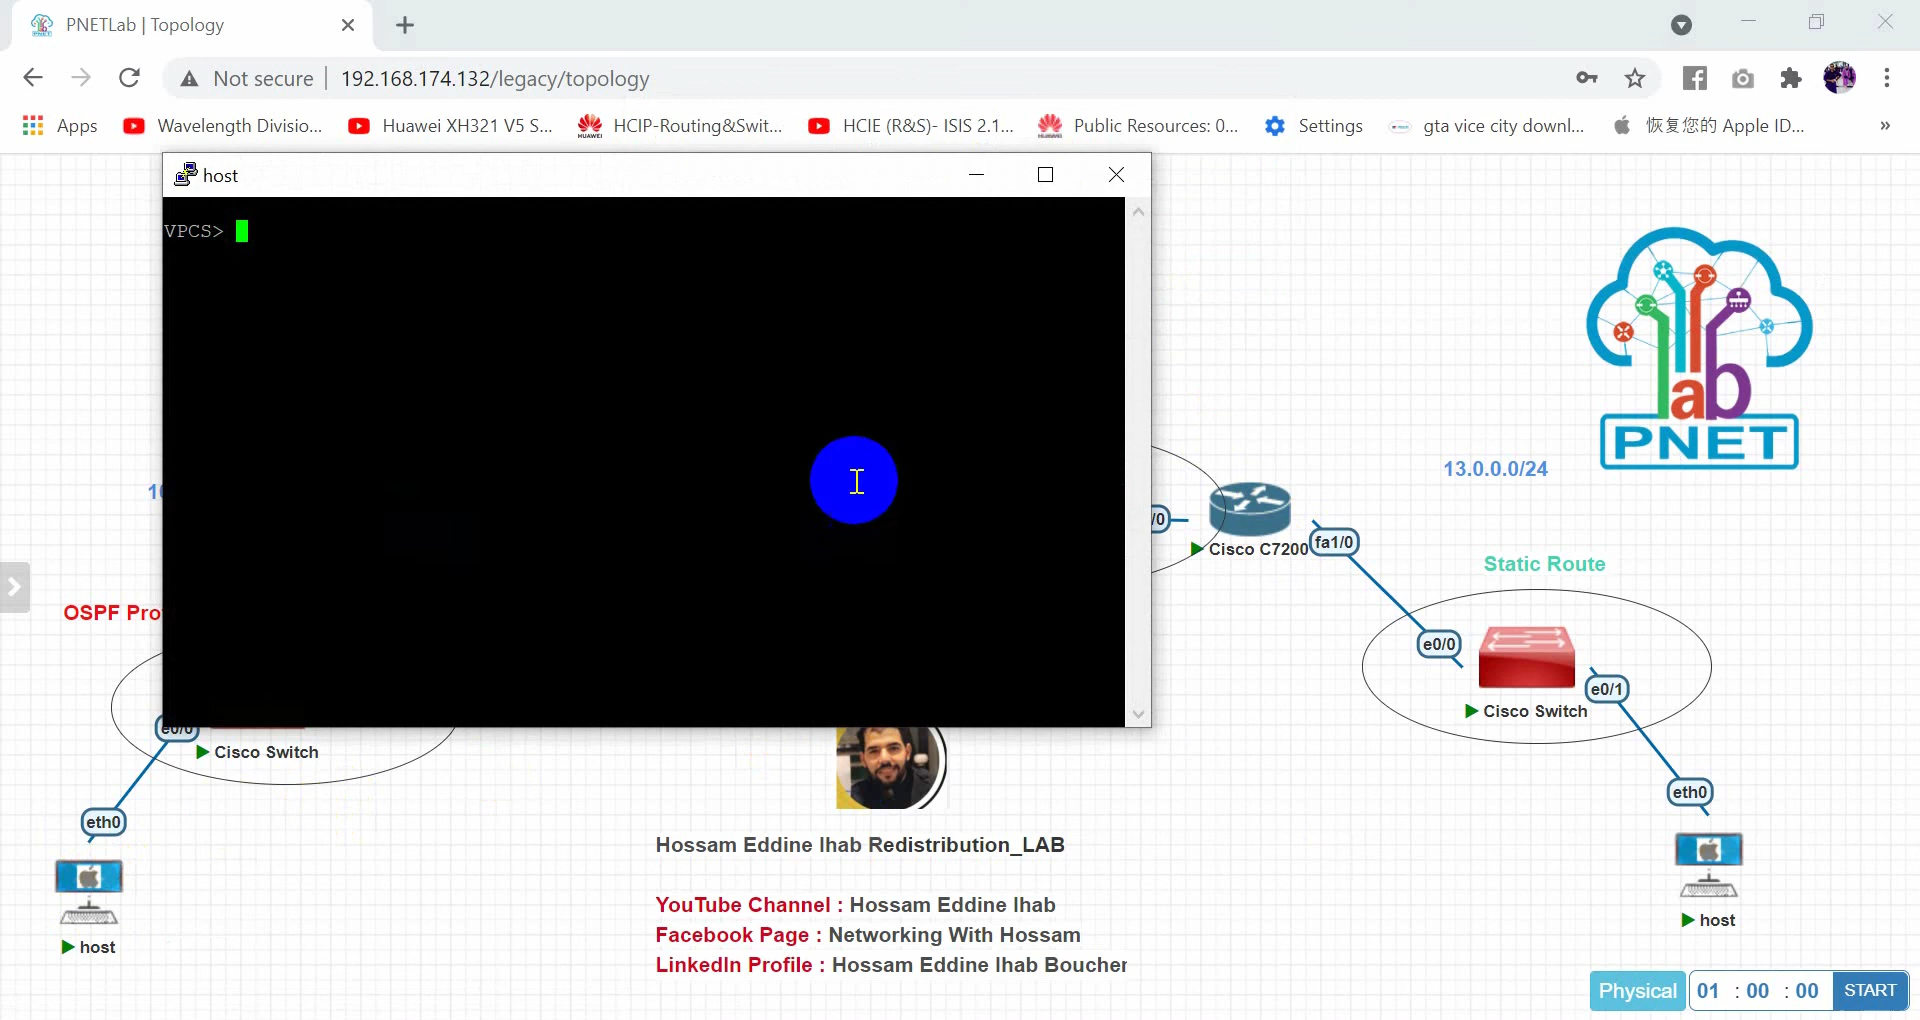 PNETLab | Topology
Not secure
192.168.174.132/legacy/topology
Apps
Wavelength Divisio...
Huawei XH321 V5 S...
HUAWEI
HCIP-Routing&Swit...
HCIE (R&S)- ISIS 2.1...
Public Resources: 0...
Settings
gta vice city downl...
恢复您的 Apple ID...
»
host
VPCS>
lab
PNET
13.0.0.0/24
10
/0
Cisco C7200
fa1/0
Static Route
OSPF Pro
e0/0
e0/1
Cisco Switch
e0/0
Cisco Switch
eth0
eth0
host
host
Hossam Eddine Ihab Redistribution_LAB
YouTube Channel : Hossam Eddine Ihab
Facebook Page : Networking With Hossam
LinkedIn Profile : Hossam Eddine Ihab Boucher
Physical
01 : 00 : 00
START